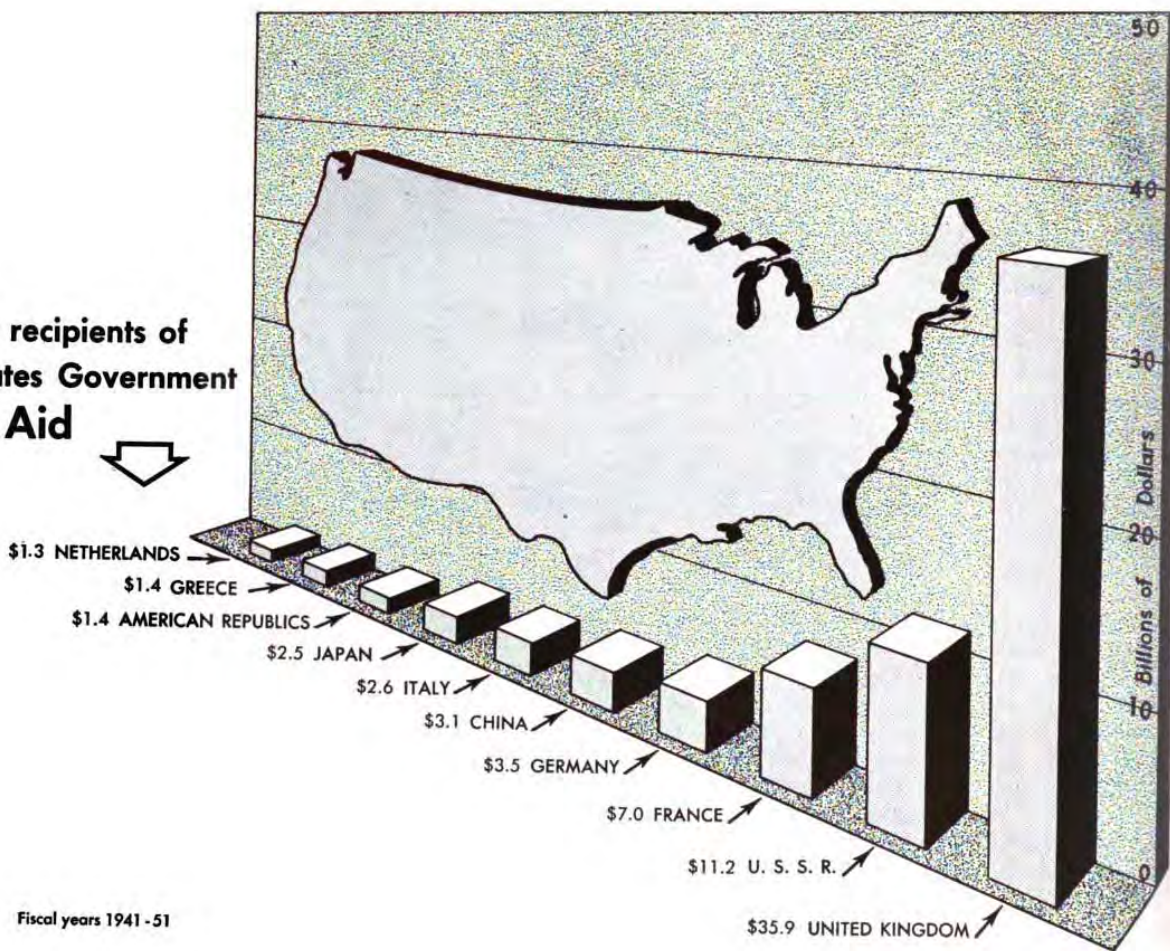 recipients of
Government
Aid
$1.3 NETHERLANDS
$1.4 GREECE
$1.4 AMERICAN REPUBLICS
$2.5 JAPAN
$2.6 ITALY
$3.1 CHINA
$3.5 GERMANY
$7.0 FRANCE
$11.2 U. S. S. R.
$35.9 UNITED KINGDOM
50
40
30
20
10
0
Billions of Dollars
Fiscal years 1941-51